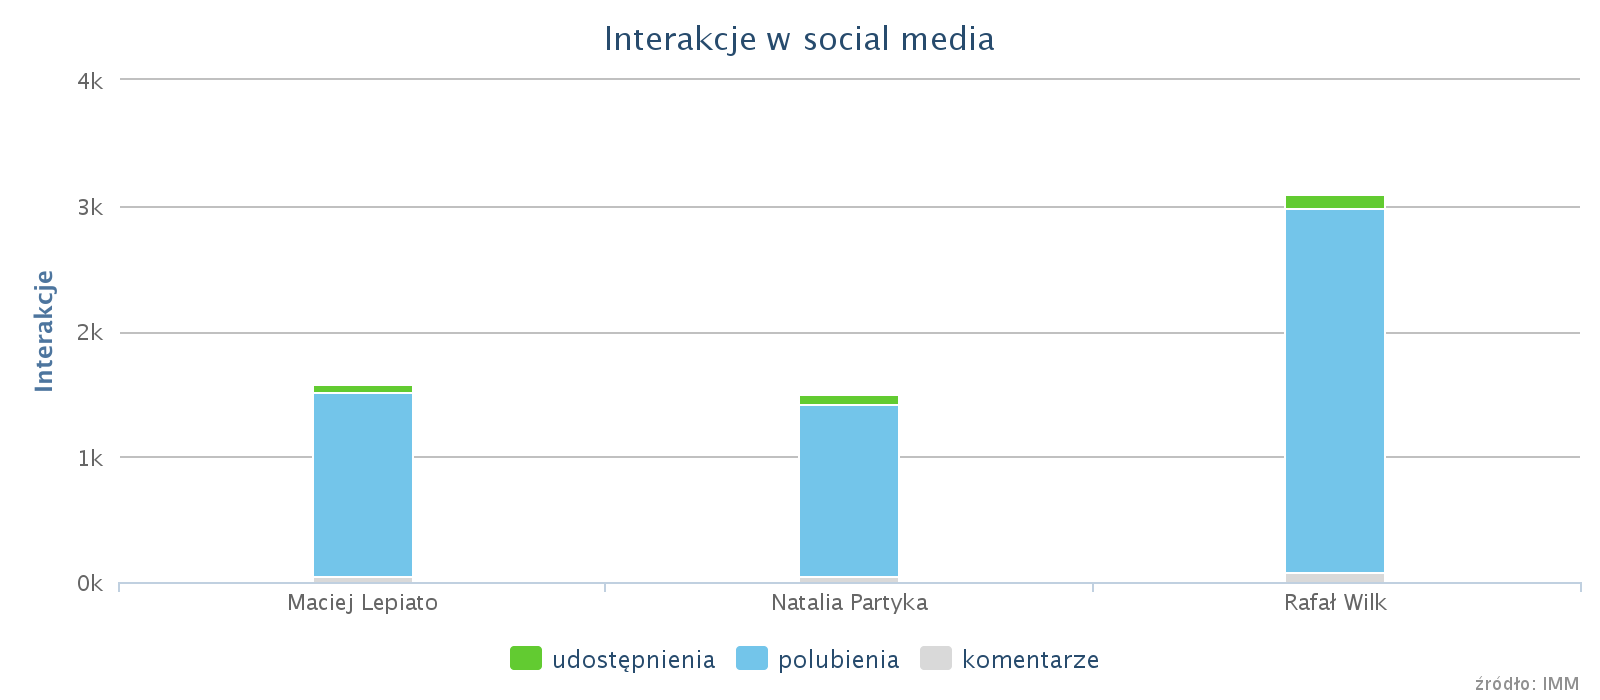 Interakcje w social media
4k
3k
2k
1k
0k
Interakcje
Maciej Lepiato
Natalia Partyka
Rafał Wilk
udostępnienia
polubienia
komentarze
źródło: IMM